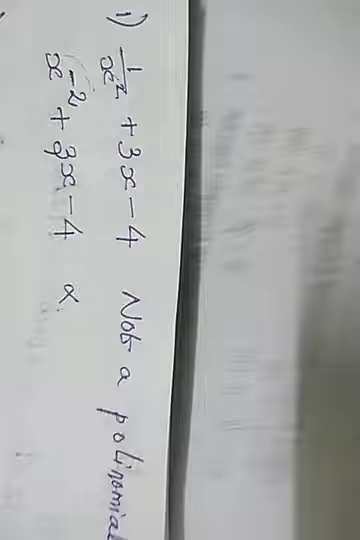 1) 1/x² + 3x - 4 Not a polinomial
x⁻² + 3x - 4 x